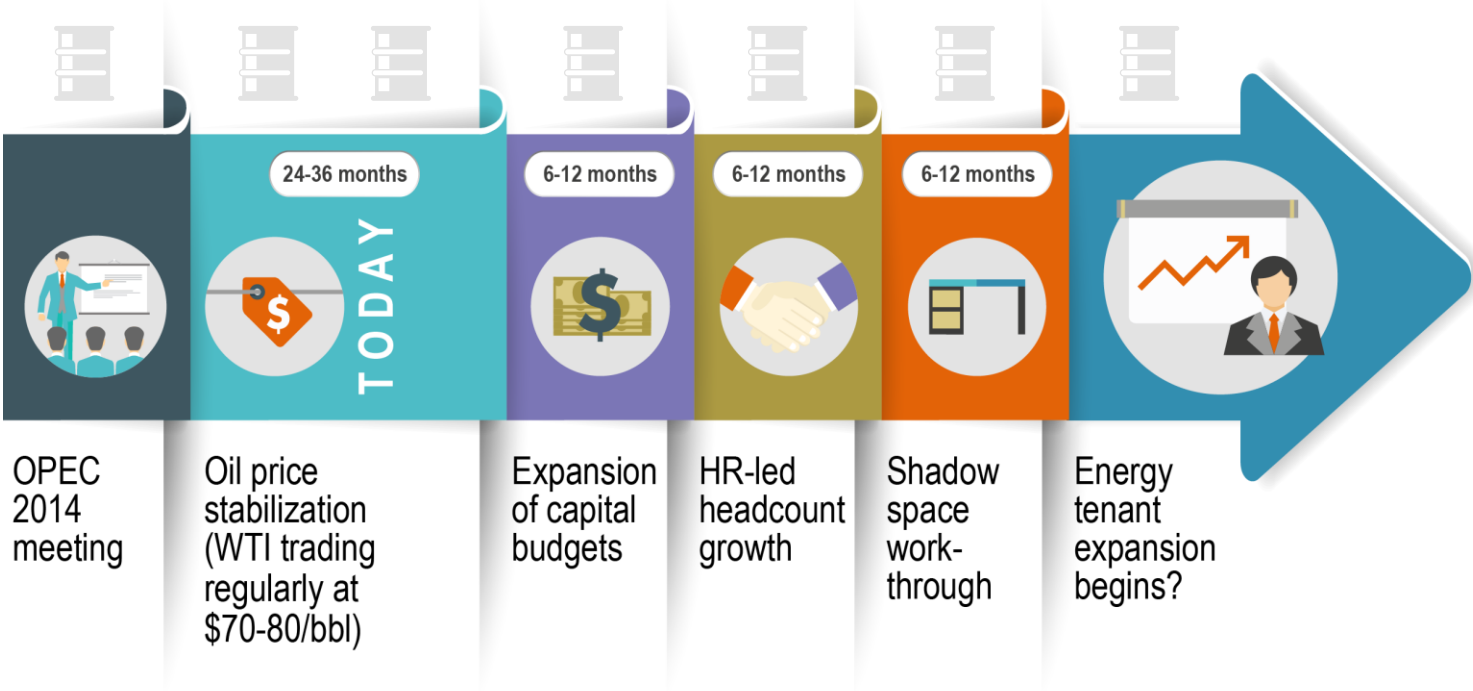 24-36 months
6-12 months
6-12 months
6-12 months
TODAY
$
$
OPEC
2014
meeting
Oil price
stabilization
(WTI trading
regularly at
$70-80/bbl)
Expansion
of capital
budgets
HR-led
headcount
growth
Shadow
space
work-
through
Energy
tenant
expansion
begins?